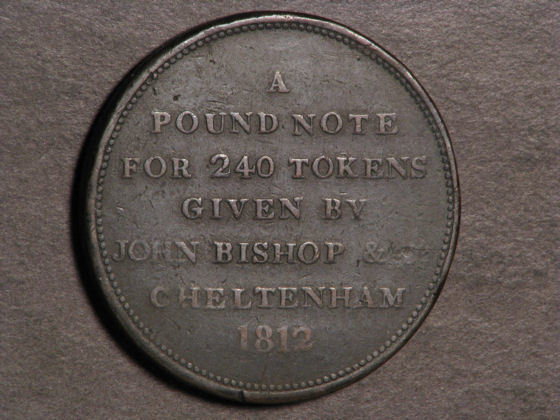 A
POUND NOTE
FOR 240 TOKENS
GIVEN BY
JOHN BISHOP &
CHELTENHAM
1812